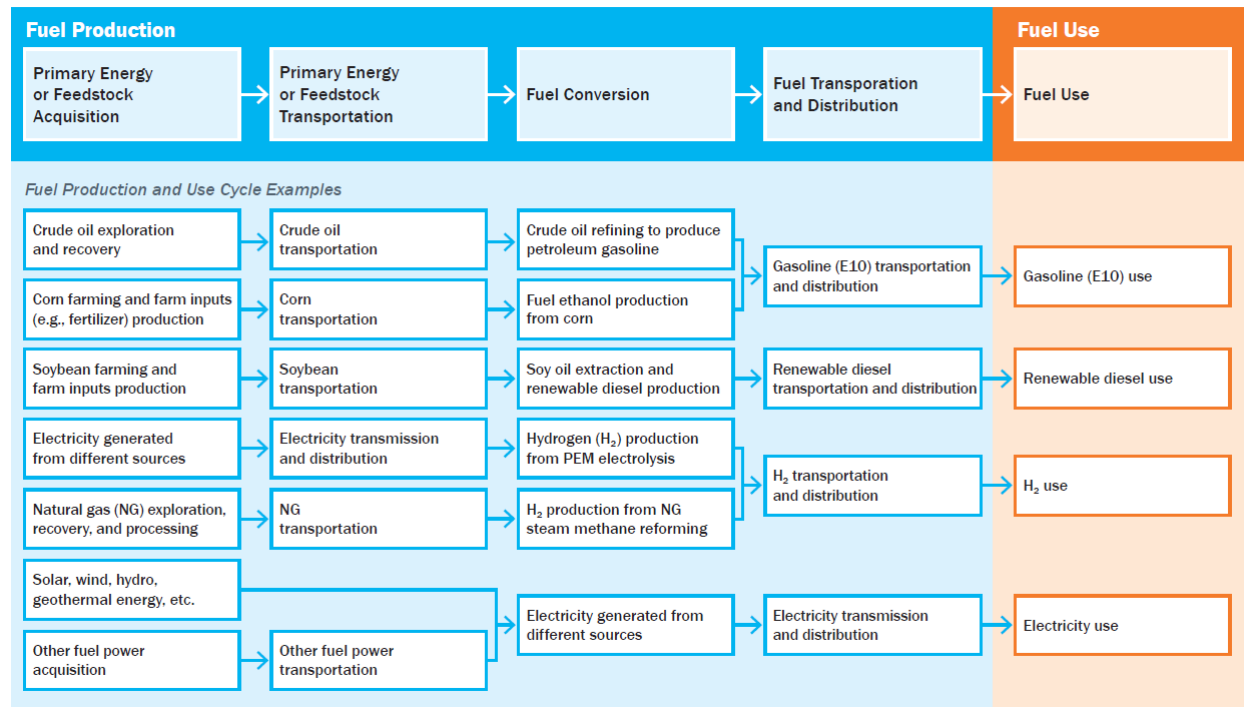 Fuel Production
Fuel Use
Primary Energy
or Feedstock
Acquisition
Primary Energy
or Feedstock
Transportation
Fuel Conversion
Fuel Transporation
and Distribution
Fuel Use
Fuel Production and Use Cycle Examples
Crude oil exploration
and recovery
Crude oil
transportation
Crude oil refining to produce
petroleum gasoline
Gasoline (E10) transportation
and distribution
Gasoline (E10) use
Corn farming and farm inputs
(e.g., fertilizer) production
Corn
transportation
Fuel ethanol production
from corn
Soybean farming and
farm inputs production
Soybean
transportation
Soy oil extraction and
renewable diesel production
Renewable diesel
transportation and distribution
Renewable diesel use
Electricity generated
from different sources
Electricity transmission
and distribution
Hydrogen (H₂) production
from PEM electrolysis
H₂ transportation
and distribution
H₂ use
Natural gas (NG) exploration,
recovery, and processing
NG
transportation
H₂ production from NG
steam methane reforming
Solar, wind, hydro,
geothermal energy, etc.
Electricity generated from
different sources
Electricity transmission
and distribution
Electricity use
Other fuel power
acquisition
Other fuel power
transportation